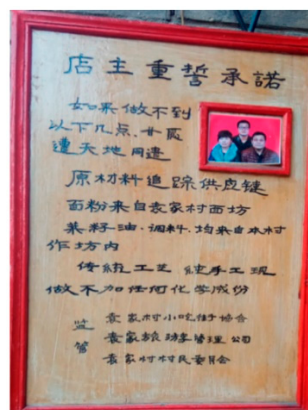 店主重誓承諾
如果做不到
以下几点,甘愿
遭天地同遣
原材料追踪供应链
面粉来自袁家村面坊
菜籽油·调料,均来自本村
作坊内
传统工艺 纯手工现
做不加任何化学成份
监管
袁家村小吃街协会
袁家村旅游管理公司
袁家村村民委员会